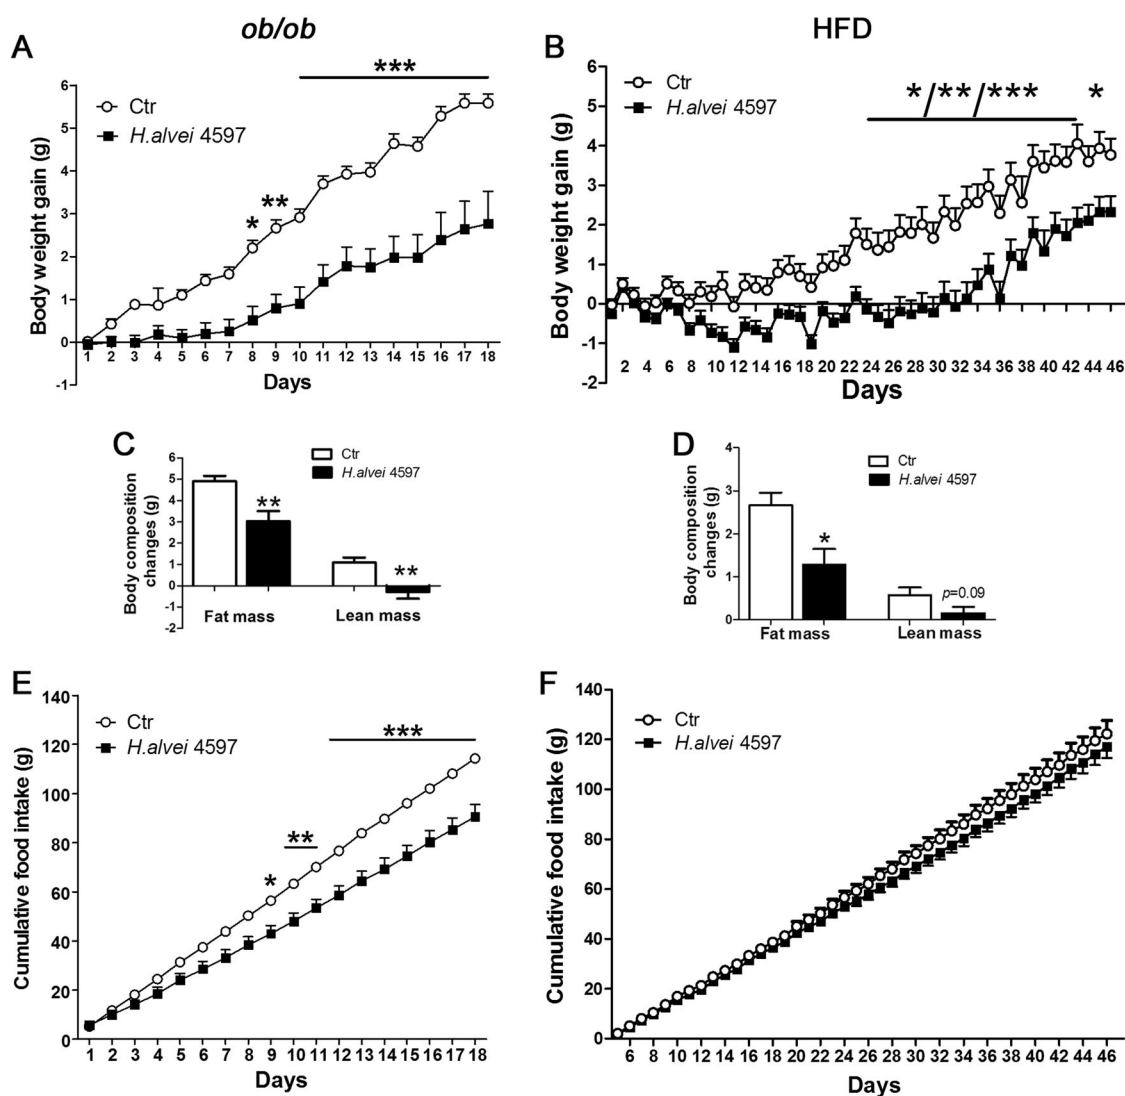 ob/ob
HFD
A
***
Ctr
H.alvei 4597
**
*
Body weight gain (g)
6
5
4
3
2
1
0
-1
1 2 3 4 5 6 7 8 9 10 11 12 13 14 15 16 17 18
Days
B
*/**/***
*
Ctr
H.alvei 4597
Body weight gain (g)
6
5
4
3
2
1
0
-1
-2
2 4 6 8 10 12 14 16 18 20 22 24 26 28 30 32 34 36 38 40 42 44 46
Days
C
Ctr
H.alvei 4597
Body composition
changes (g)
6
5
4
3
2
1
0
-1
-2
**
**
Fat mass
Lean mass
D
Ctr
H.alvei 4597
Body composition
changes (g)
4
3
2
1
0
*
p=0.09
Fat mass
Lean mass
E
Ctr
H.alvei 4597
***
**
*
Cumulative food intake (g)
140
120
100
80
60
40
20
0
1 2 3 4 5 6 7 8 9 10 11 12 13 14 15 16 17 18
Days
F
Ctr
H.alvei 4597
Cumulative food intake (g)
140
120
100
80
60
40
20
0
6 8 10 12 14 16 18 20 22 24 26 28 30 32 34 36 38 40 42 44 46
Days